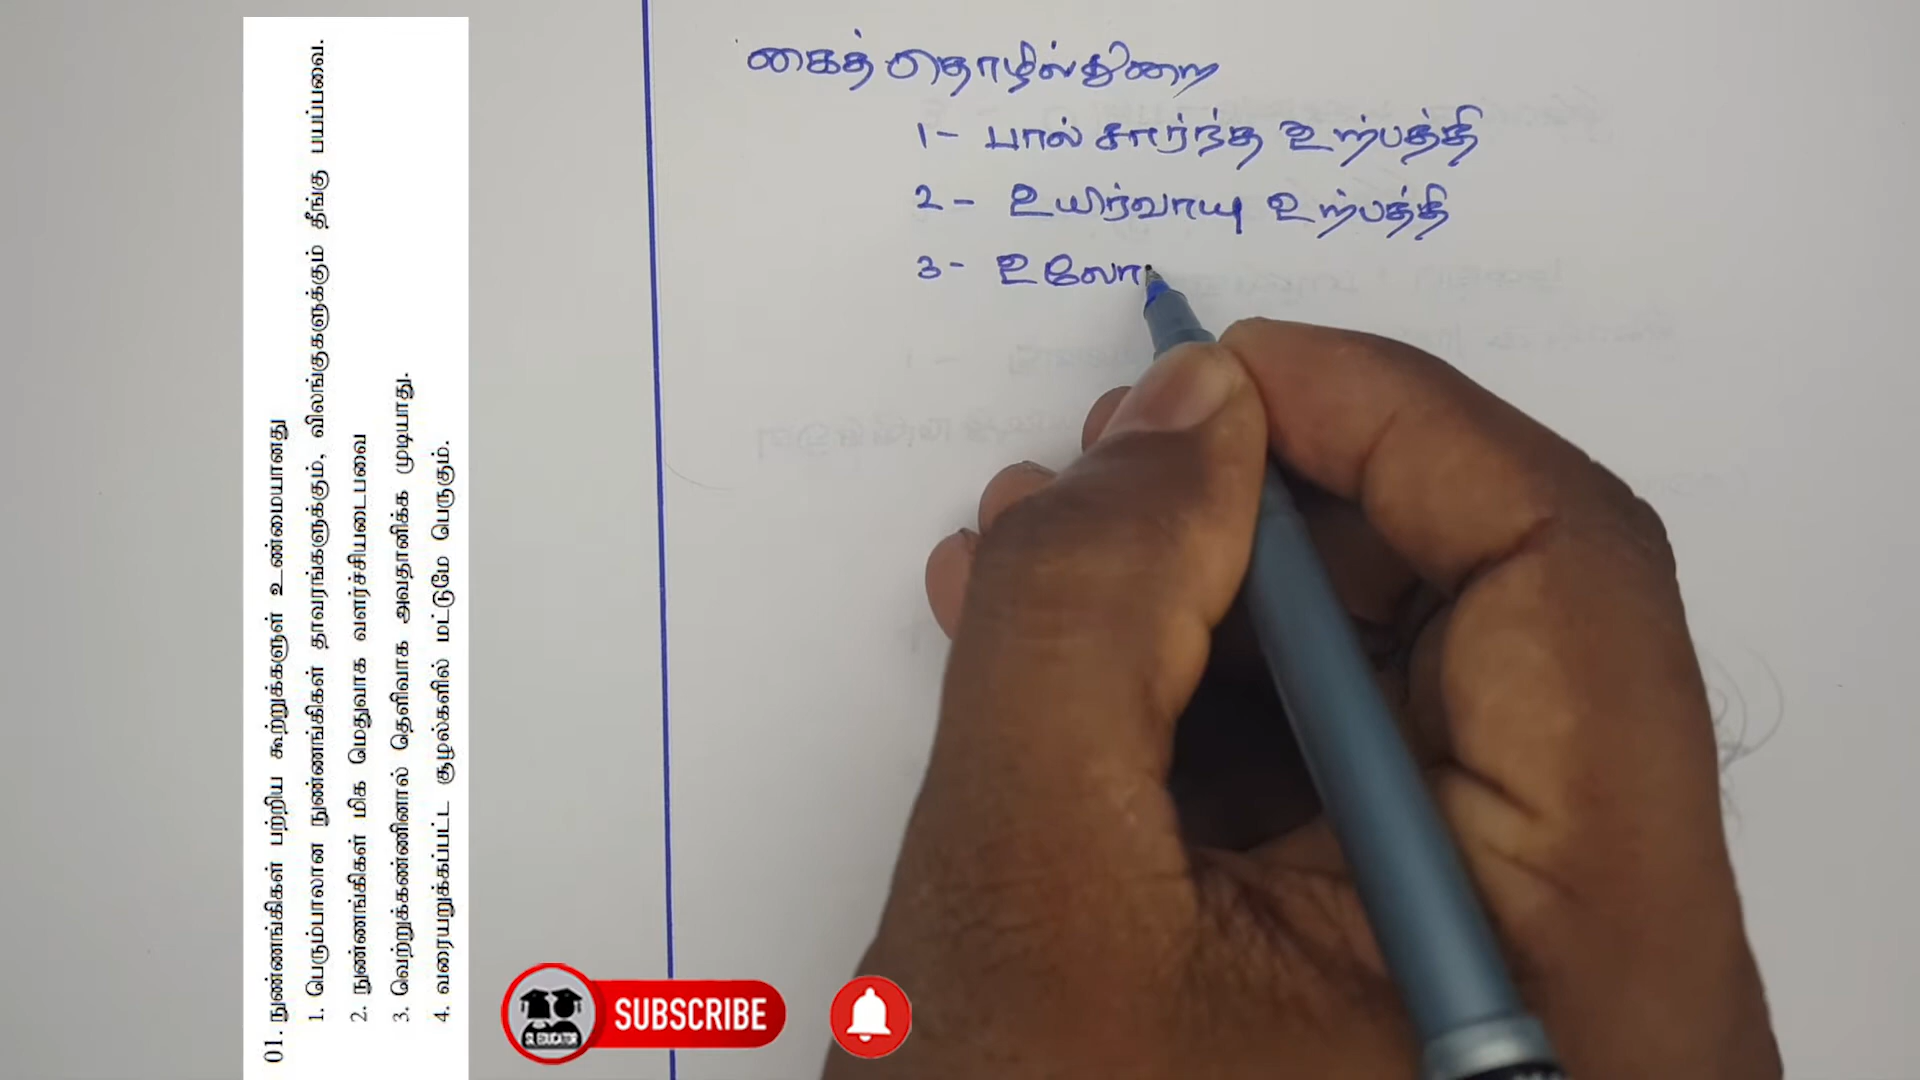 01. நுண்ணங்கிகள் பற்றிய கூற்றுக்களுள் உண்மையானது
1. பெரும்பாலான நுண்ணங்கிகள் தாவரங்களுக்கும், விலங்குகளுக்கும் தீங்கு பயப்பவை.
2. நுண்ணங்கிகள் மிக மெதுவாக வளர்ச்சியடைபவை
3. வெற்றுக்கண்ணினால் தெளிவாக அவதானிக்க முடியாது.
4. வரையறுக்கப்பட்ட சூழல்களில் மட்டுமே பெருகும்.
கைத் தொழில்துறை
1- பால் சார்ந்த உற்பத்தி
2- உயிர்வாயு உற்பத்தி
3- உலோ
SL EDUCATOR
SUBSCRIBE